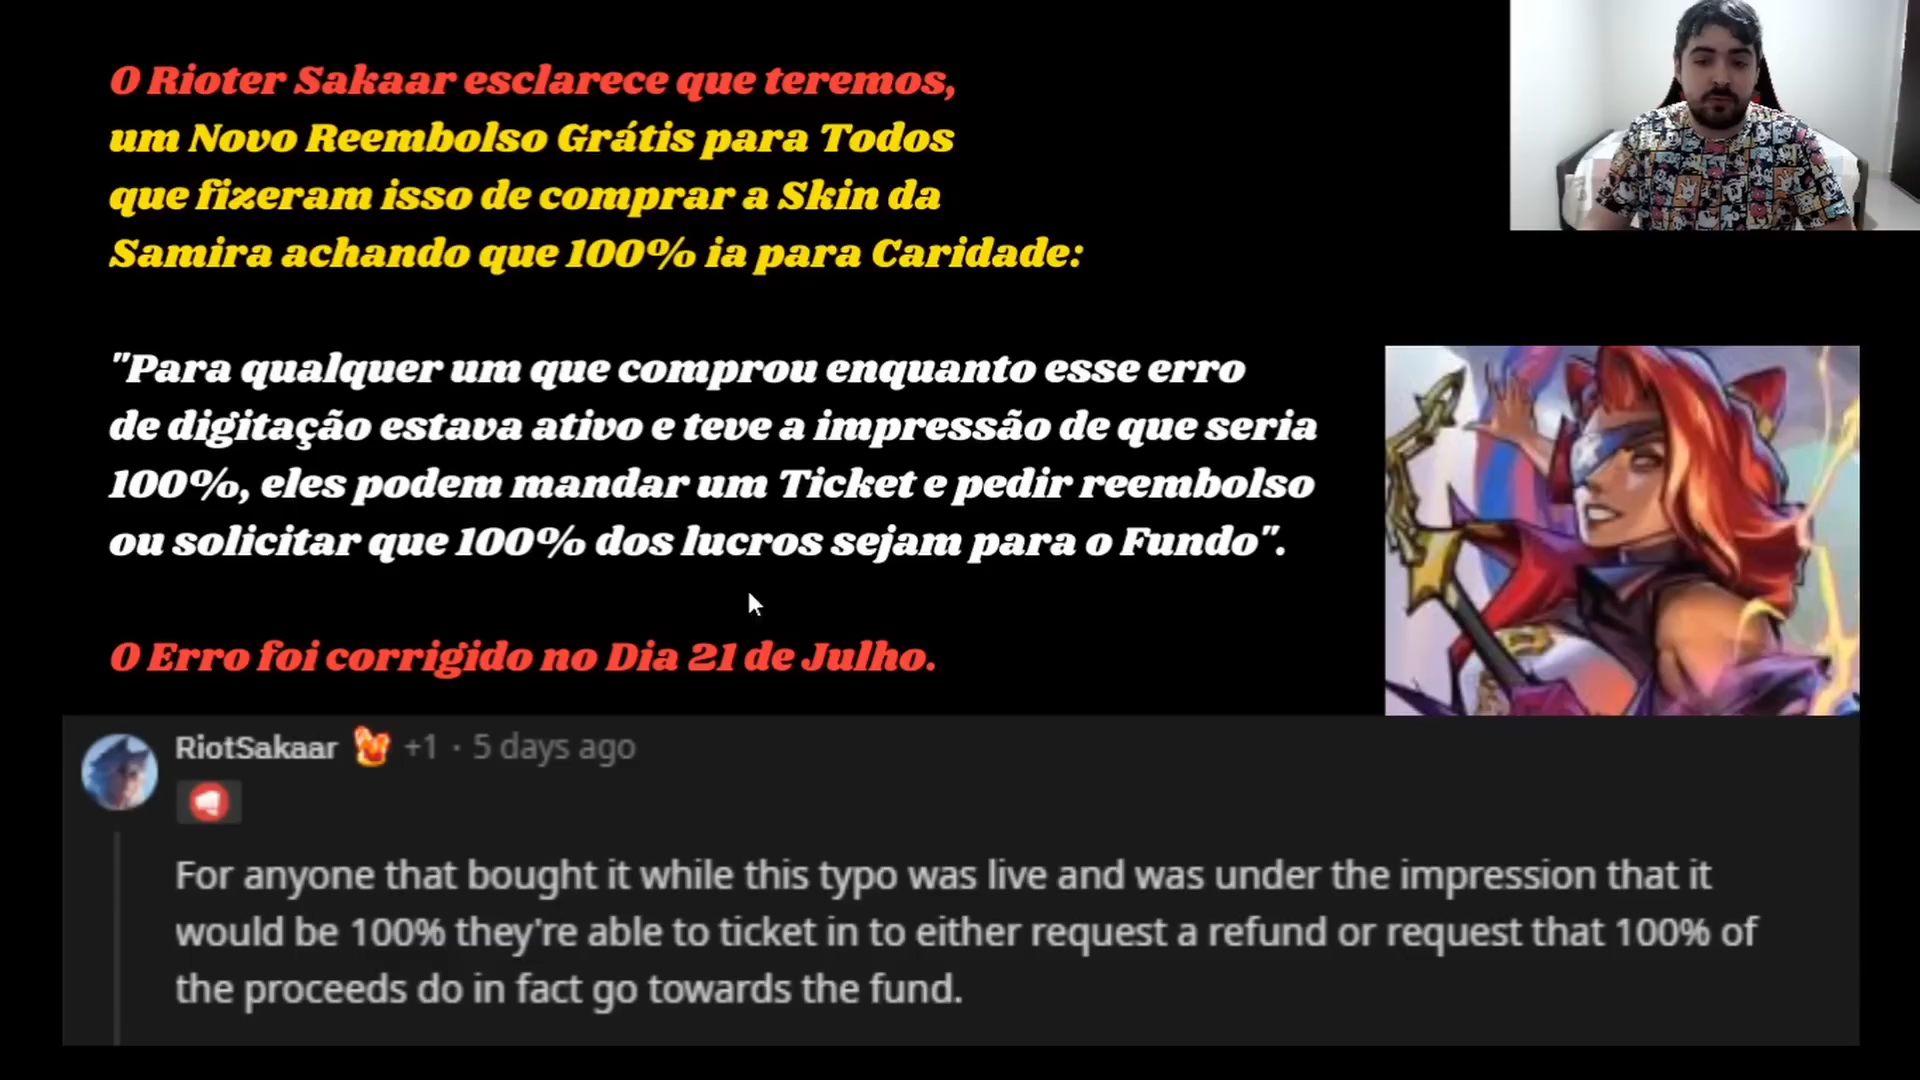 O Rioter Sakaar esclarece que teremos,
um Novo Reembolso Grátis para Todos
que fizeram isso de comprar a Skin da
Samira achando que 100% ia para Caridade:
"Para qualquer um que comprou enquanto esse erro
de digitação estava ativo e teve a impressão de que seria
100%, eles podem mandar um Ticket e pedir reembolso
ou solicitar que 100% dos lucros sejam para o Fundo".
O Erro foi corrigido no Dia 21 de Julho.
RiotSakaar +1 · 5 days ago
For anyone that bought it while this typo was live and was under the impression that it
would be 100% they're able to ticket in to either request a refund or request that 100% of
the proceeds do in fact go towards the fund.